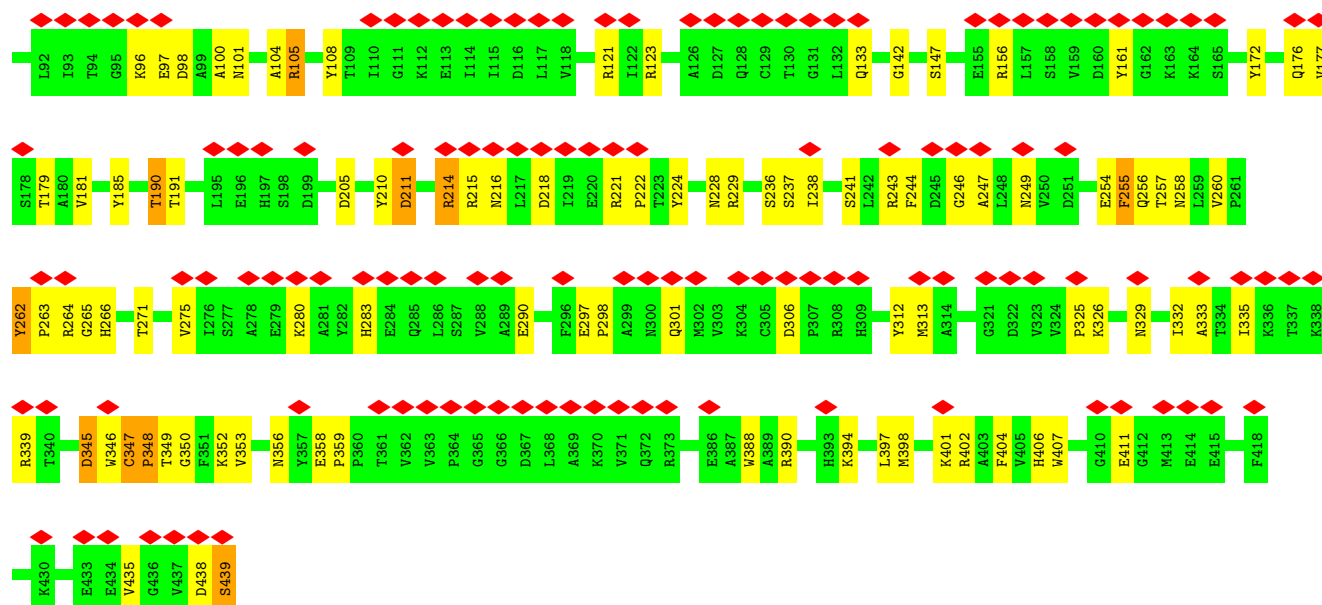 L92 I93 T94 G95 K96 E97 D98 A99 A100 N101 A104 R105 Y108 T109 I110 G111 K112 E113 I114 I115 D116 L117 V118 R121 I122 R123 A126 D127 Q128 C129 T130 G131 L132 Q133 G142 S147 E155 R156 L157 S158 V159 D160 Y161 G162 K163 K164 S165 Y172 Q176 V177
S178 T179 A180 V181 Y185 T190 T191 L195 E196 H197 S198 D199 D205 Y210 D211 R214 R215 N216 L217 D218 I219 E220 R221 P222 T223 Y224 N228 R229 S236 S237 I238 S241 L242 R243 F244 D245 G246 A247 L248 N249 V250 D251 E254 F255 Q256 T257 N258 L259 V260 P261
Y262 P263 R264 G265 H266 T271 V275 I276 S277 A278 E279 K280 A281 Y282 H283 E284 Q285 L286 S287 V288 A289 E290 F296 E297 P298 A299 N300 Q301 M302 V303 K304 C305 D306 P307 R308 H309 Y312 M313 A314 G321 D322 V323 V324 P325 K326 N329 I332 A333 T334 I335 K336 T337 K338
R339 T340 D345 W346 C347 P348 T349 G350 F351 K352 V353 N356 Y357 E358 P359 P360 T361 V362 V363 P364 G365 G366 D367 L368 A369 K370 V371 Q372 R373 E386 A387 W388 A389 R390 H393 K394 L397 M398 K401 R402 A403 F404 V405 H406 W407 G410 E411 G412 M413 E414 E415 F418
K430 E433 E434 V435 G436 V437 D438 S439